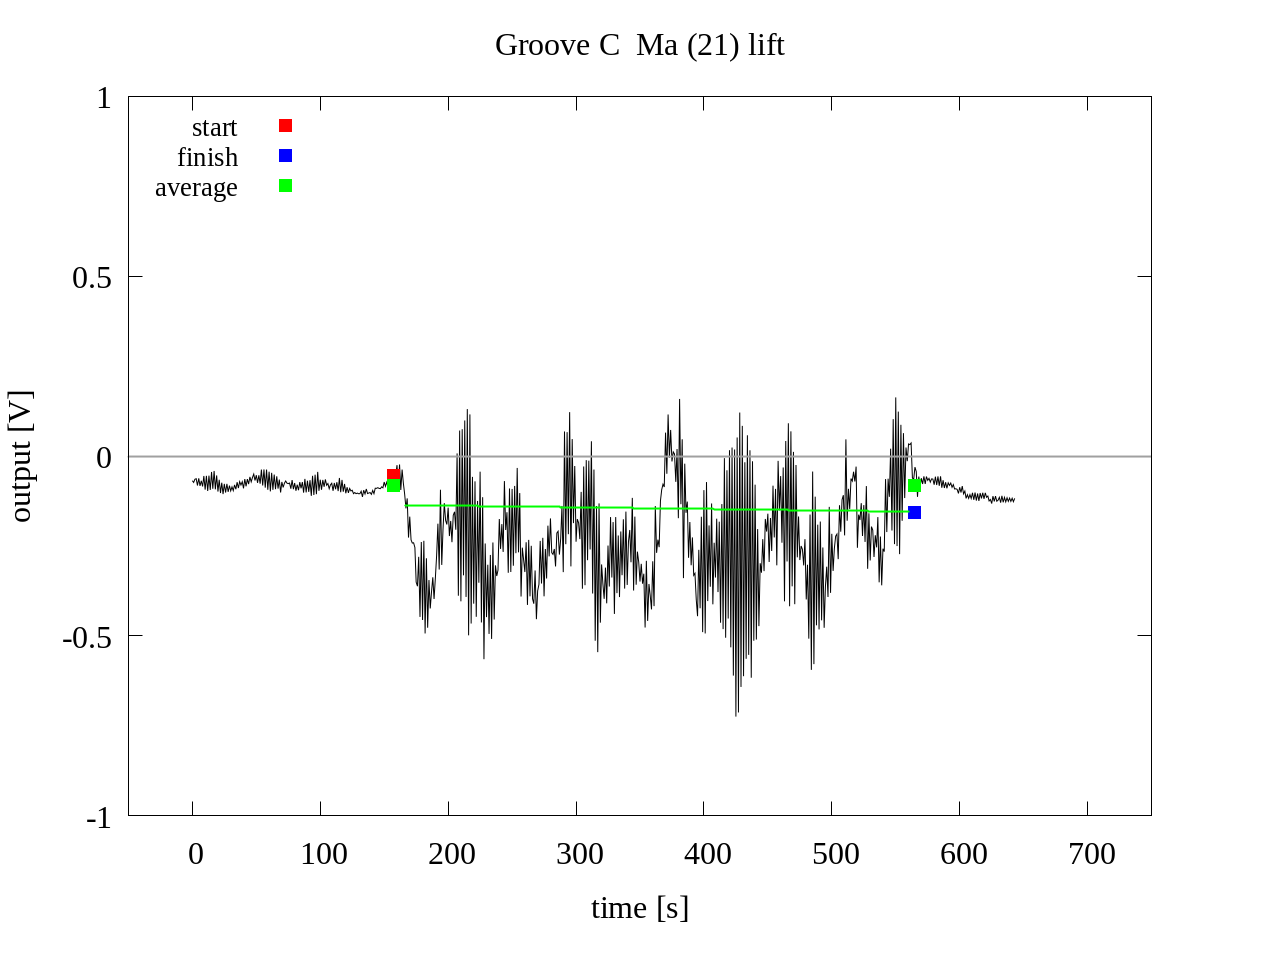 Groove C  Ma (21) lift
start
finish
average
1
0.5
0
-0.5
-1
output [V]
0 100 200 300 400 500 600 700
time [s]